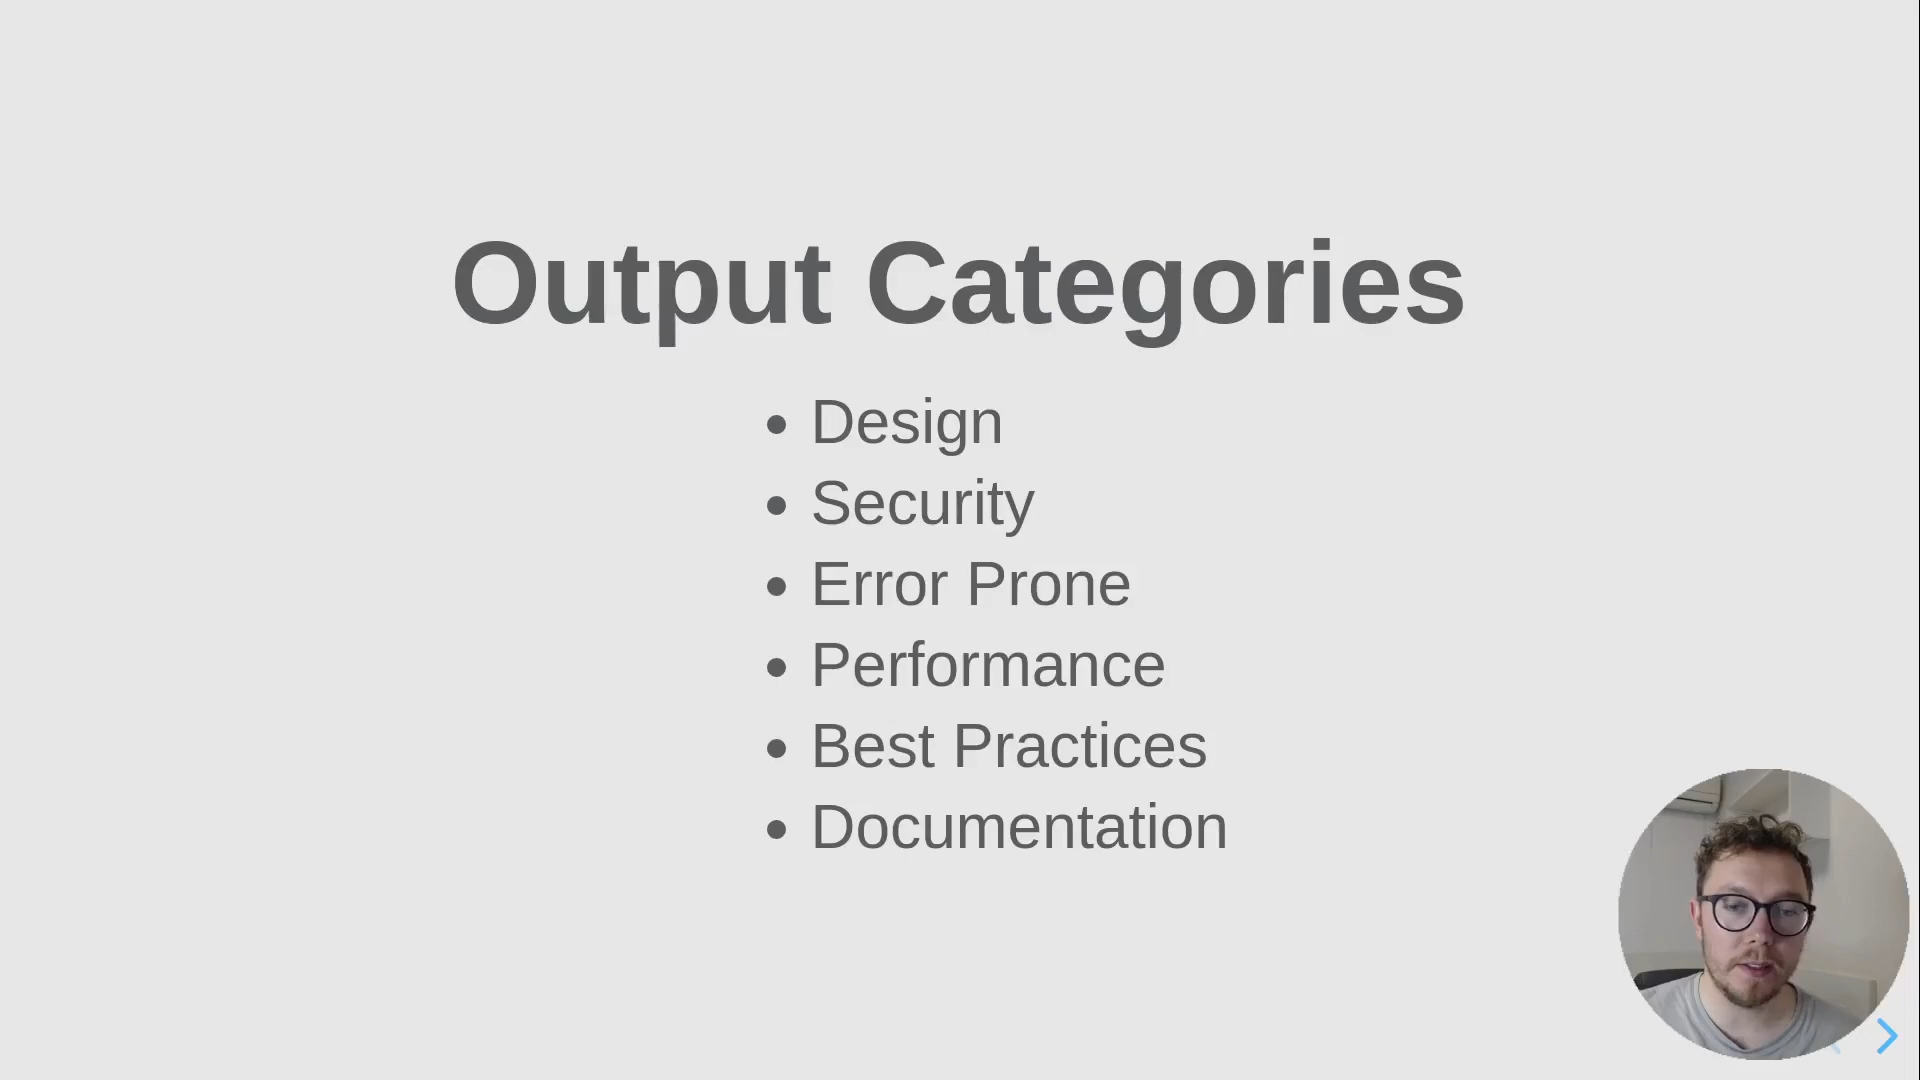 Output Categories
Design
Security
Error Prone
Performance
Best Practices
Documentation